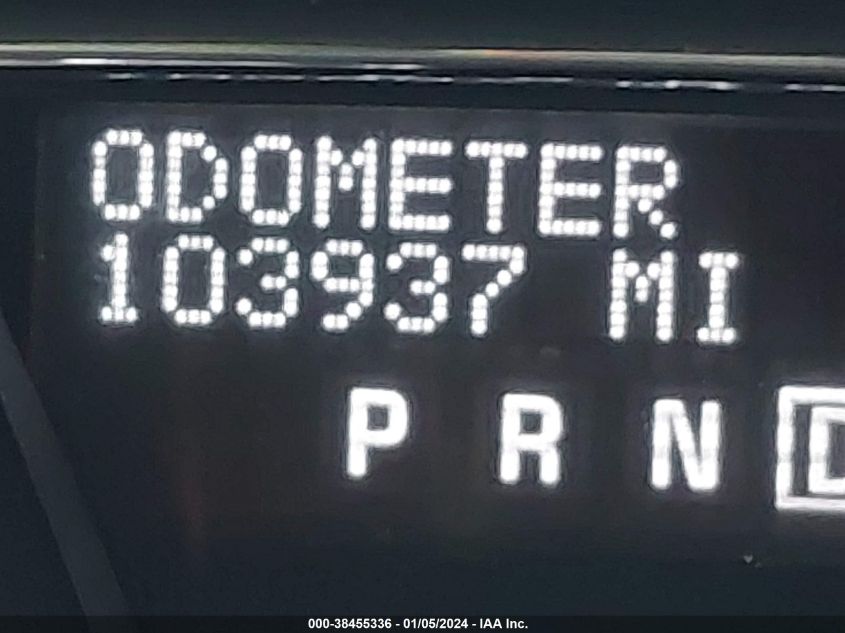 ODOMETER
103937 MI
P R N D
000-38455336 - 01/05/2024 - IAA Inc.